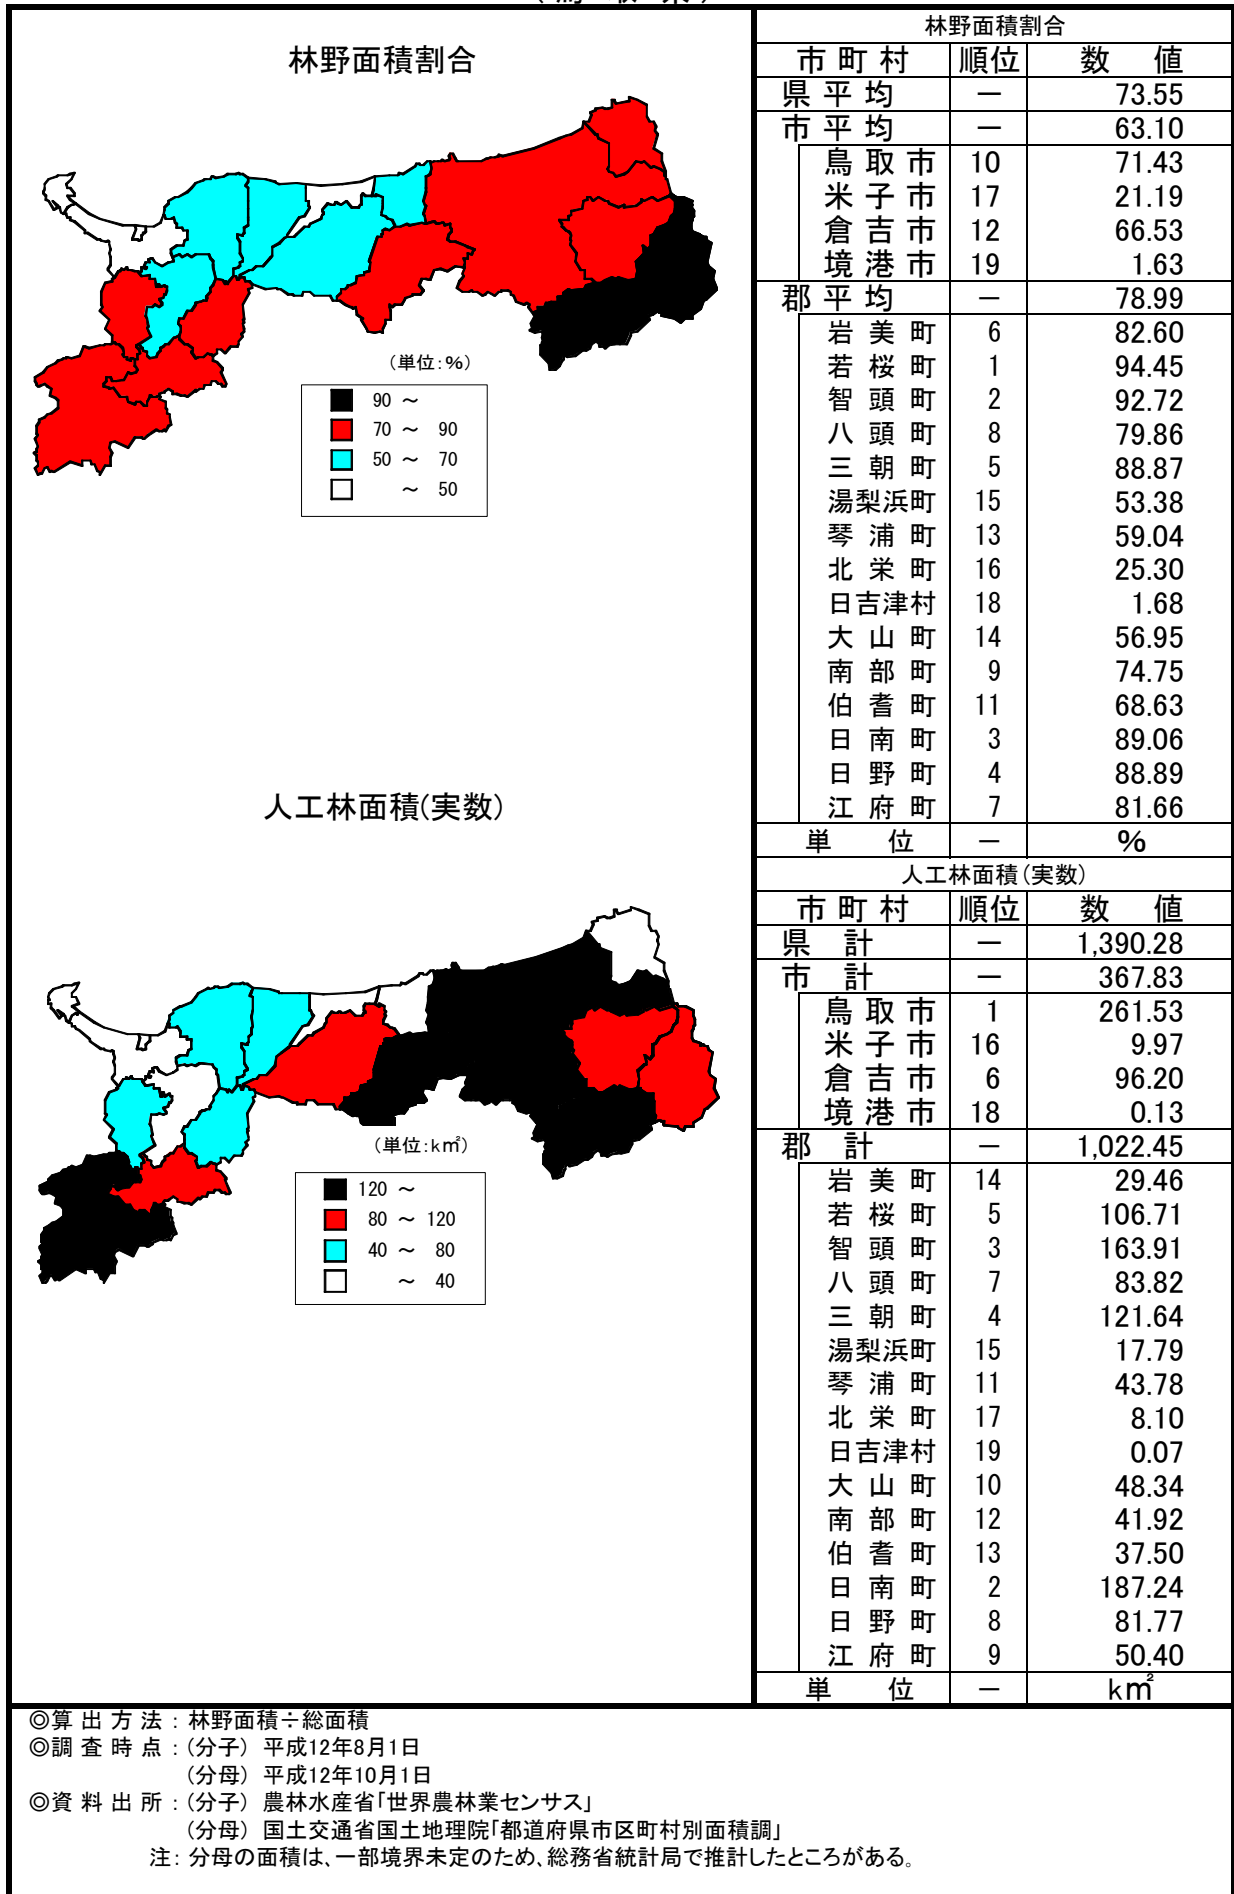 林野面積割合
(単位:%)
90 ～
70 ～ 90
50 ～ 70
～ 50
人工林面積(実数)
(単位:k㎡)
120 ～
80 ～ 120
40 ～ 80
～ 40
林野面積割合
市 町 村 順位 数 値
県 平 均 － 73.55
市 平 均 － 63.10
鳥 取 市 10 71.43
米 子 市 17 21.19
倉 吉 市 12 66.53
境 港 市 19 1.63
郡 平 均 － 78.99
岩 美 町 6 82.60
若 桜 町 1 94.45
智 頭 町 2 92.72
八 頭 町 8 79.86
三 朝 町 5 88.87
湯梨浜町 15 53.38
琴 浦 町 13 59.04
北 栄 町 16 25.30
日吉津村 18 1.68
大 山 町 14 56.95
南 部 町 9 74.75
伯 耆 町 11 68.63
日 南 町 3 89.06
日 野 町 4 88.89
江 府 町 7 81.66
単 位 － %
人工林面積(実数)
市 町 村 順位 数 値
県 計 － 1,390.28
市 計 － 367.83
鳥 取 市 1 261.53
米 子 市 16 9.97
倉 吉 市 6 96.20
境 港 市 18 0.13
郡 計 － 1,022.45
岩 美 町 14 29.46
若 桜 町 5 106.71
智 頭 町 3 163.91
八 頭 町 7 83.82
三 朝 町 4 121.64
湯梨浜町 15 17.79
琴 浦 町 11 43.78
北 栄 町 17 8.10
日吉津村 19 0.07
大 山 町 10 48.34
南 部 町 12 41.92
伯 耆 町 13 37.50
日 南 町 2 187.24
日 野 町 8 81.77
江 府 町 9 50.40
単 位 － k㎡
◎算 出 方 法 : 林野面積÷総面積
◎調 査 時 点 : (分子) 平成12年8月1日
(分母) 平成12年10月1日
◎資 料 出 所 : (分子) 農林水産省「世界農林業センサス」
(分母) 国土交通省国土地理院「都道府県市区町村別面積調」
注: 分母の面積は、一部境界未定のため、総務省統計局で推計したところがある。